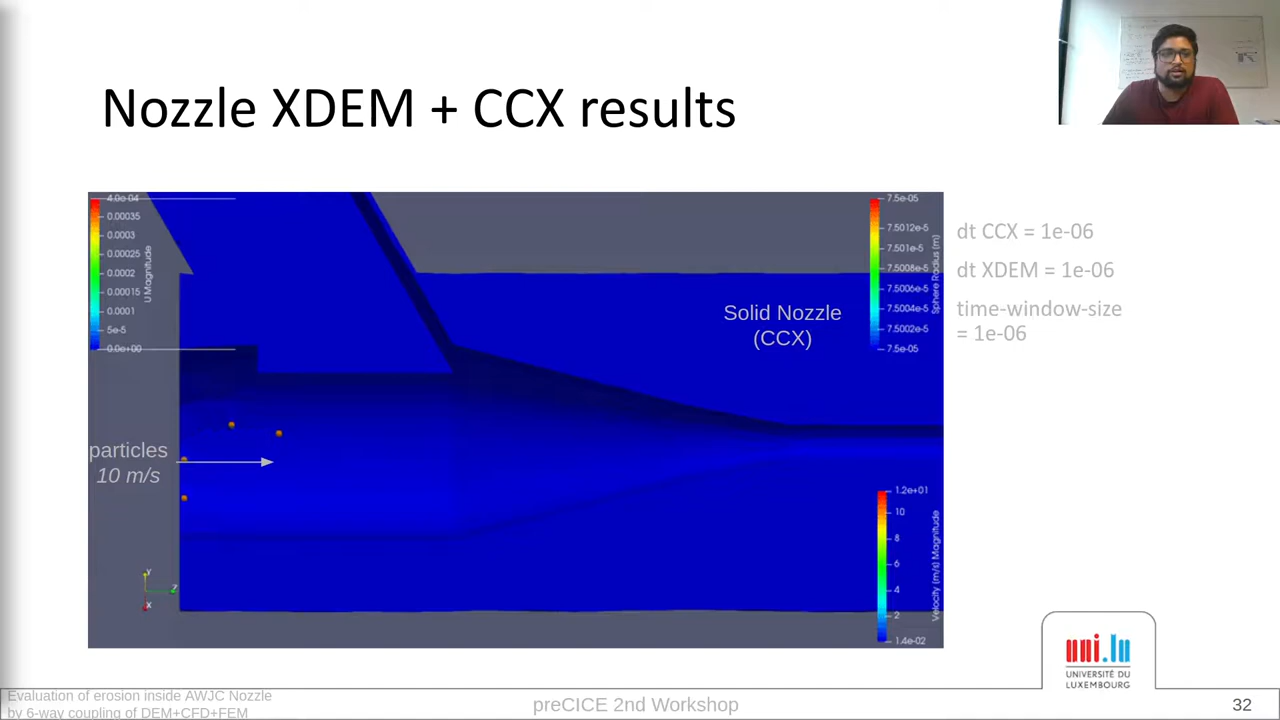 Nozzle XDEM + CCX results
4.0e-04
0.00035
0.0003
0.00025
0.0002
0.00015
0.0001
5e-5
0.0e+00
U Magnitude
7.5e-05
7.5012e-5
7.501e-5
7.5008e-5
7.5006e-5
7.5004e-5
7.5002e-5
7.5e-05
Sphere Radius (m)
dt CCX = 1e-06
dt XDEM = 1e-06
time-window-size
= 1e-06
Solid Nozzle
(CCX)
particles
10 m/s
1.2e+01
10
8
6
4
2
1.4e-02
Velocity (m/s) Magnitude
Y
Z
X
uni.lu
UNIVERSITÉ DU
LUXEMBOURG
Evaluation of erosion inside AWJC Nozzle
by 6-way coupling of DEM+CFD+FEM
preCICE 2nd Workshop
32